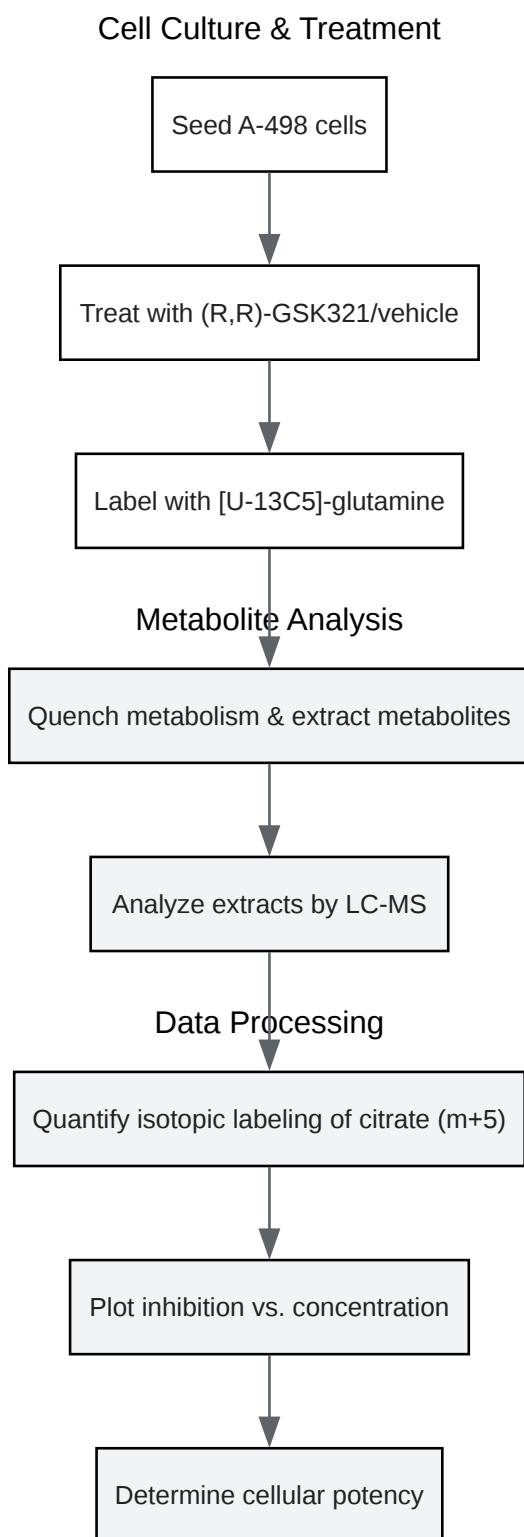 Cell Culture & Treatment
Seed A-498 cells
Treat with (R,R)-GSK321/vehicle
Label with [U-13C5]-glutamine
Metabolite Analysis
Quench metabolism & extract metabolites
Analyze extracts by LC-MS
Data Processing
Quantify isotopic labeling of citrate (m+5)
Plot inhibition vs. concentration
Determine cellular potency